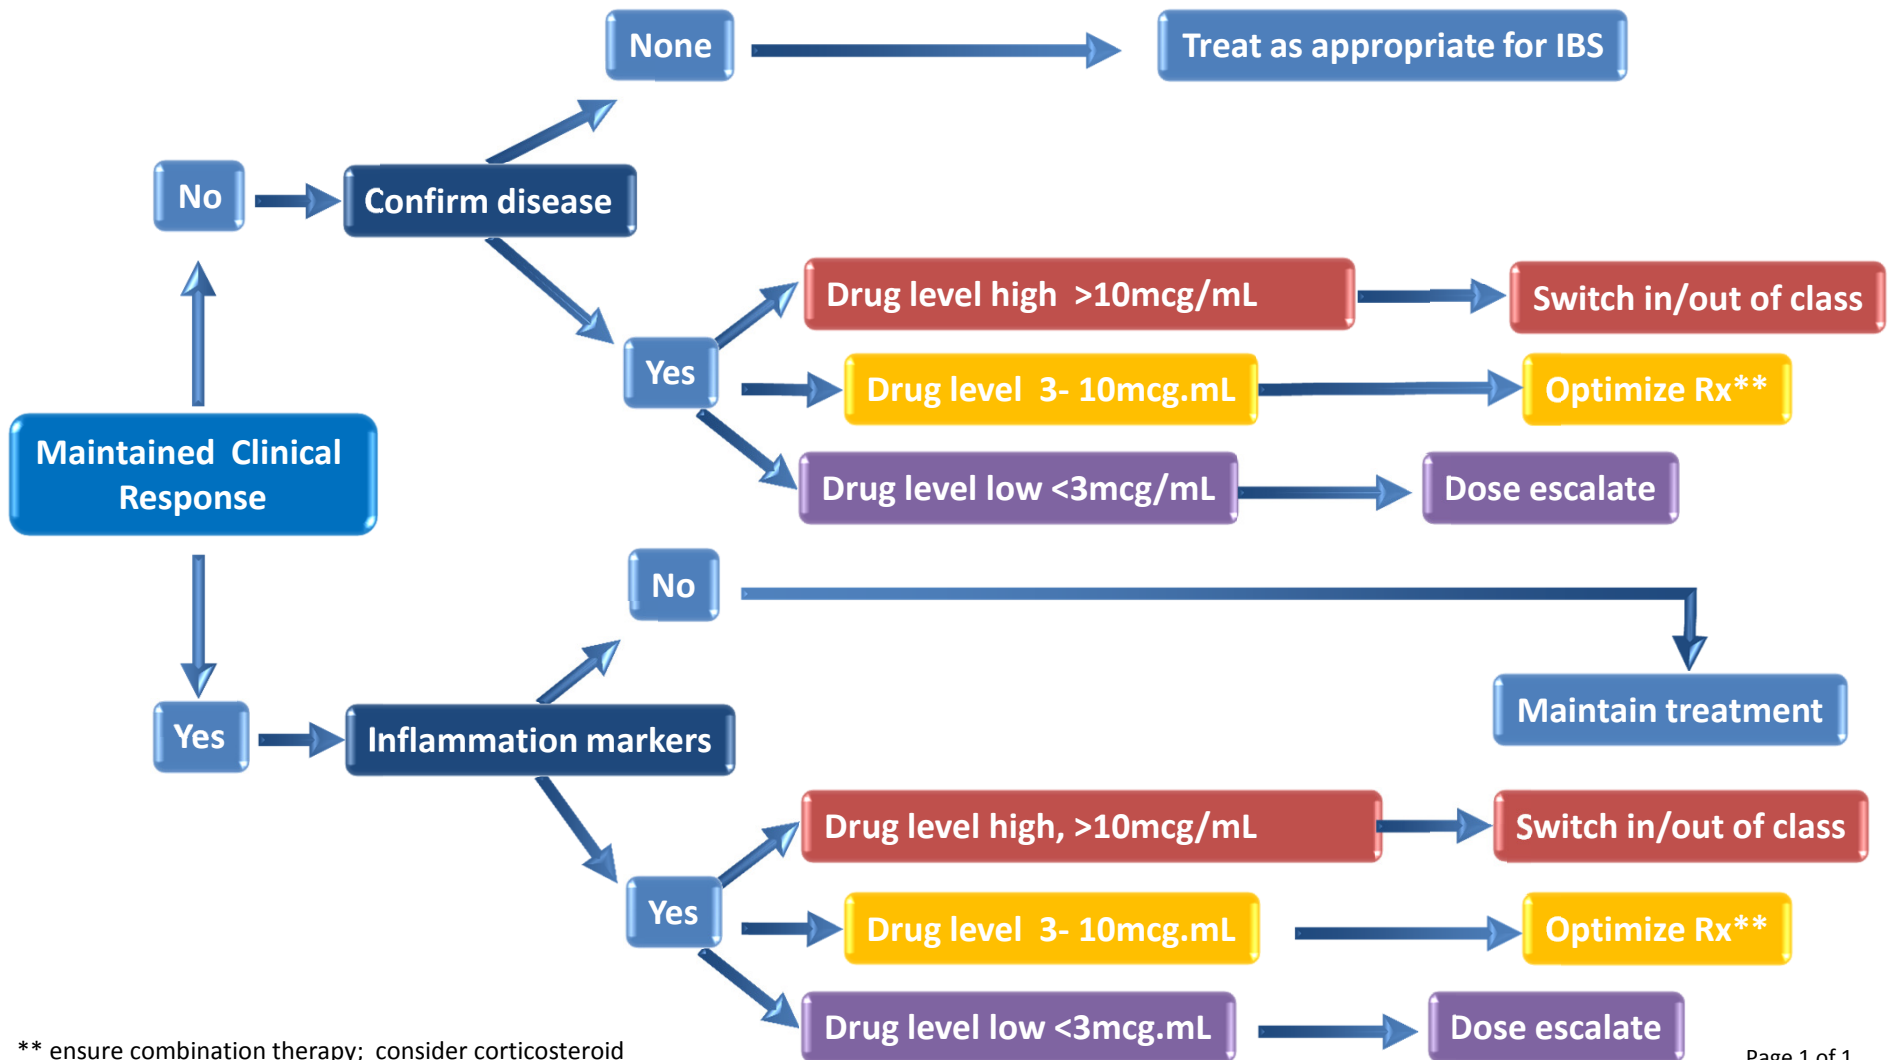 None
Treat as appropriate for IBS
No
Confirm disease
Drug level high  >10mcg/mL
Switch in/out of class
Yes
Drug level  3- 10mcg.mL
Optimize Rx**
Maintained  Clinical
Response
Drug level low <3mcg/mL
Dose escalate
No
Maintain treatment
Yes
Inflammation markers
Drug level high, >10mcg/mL
Switch in/out of class
Yes
Drug level  3- 10mcg.mL
Optimize Rx**
Drug level low <3mcg.mL
Dose escalate
** ensure combination therapy;  consider corticosteroid
Page 1 of 1